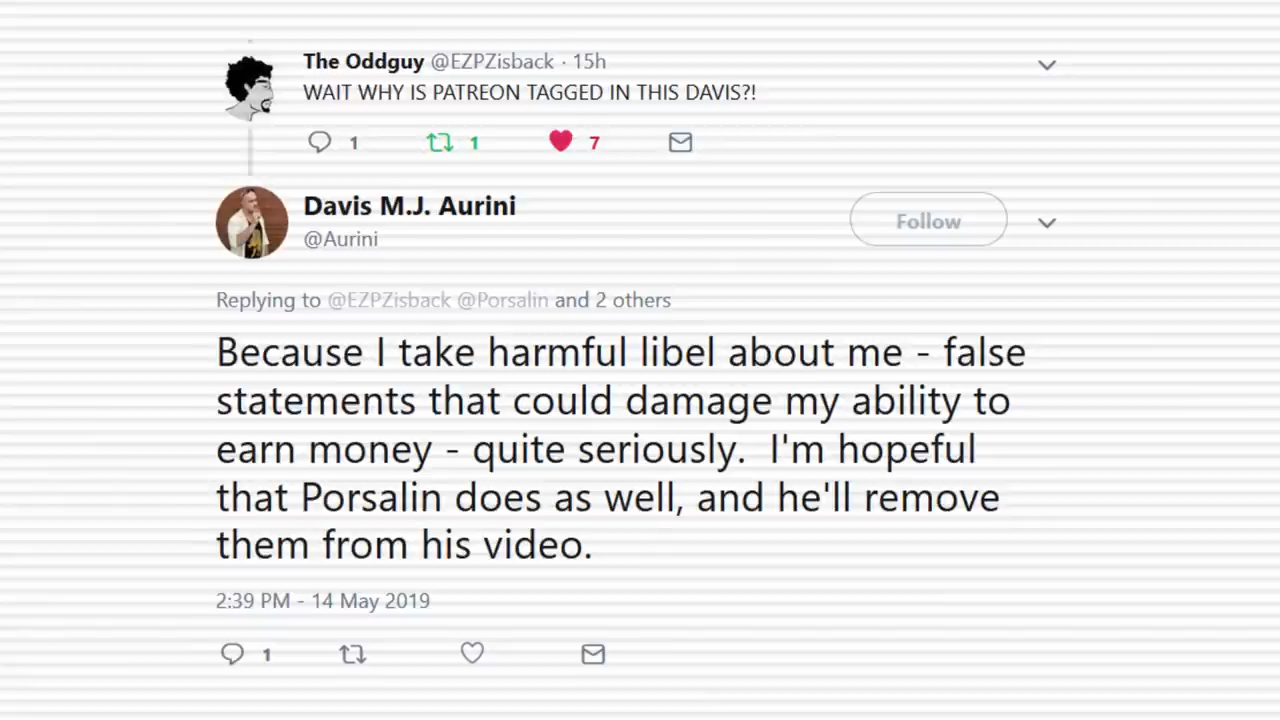 The Oddguy @EZPZisback · 15h
WAIT WHY IS PATREON TAGGED IN THIS DAVIS?!
1 1 7
Davis M.J. Aurini
@Aurini
Follow
Replying to @EZPZisback @Porsalin and 2 others
Because I take harmful libel about me - false
statements that could damage my ability to
earn money - quite seriously.  I'm hopeful
that Porsalin does as well, and he'll remove
them from his video.
2:39 PM - 14 May 2019
1